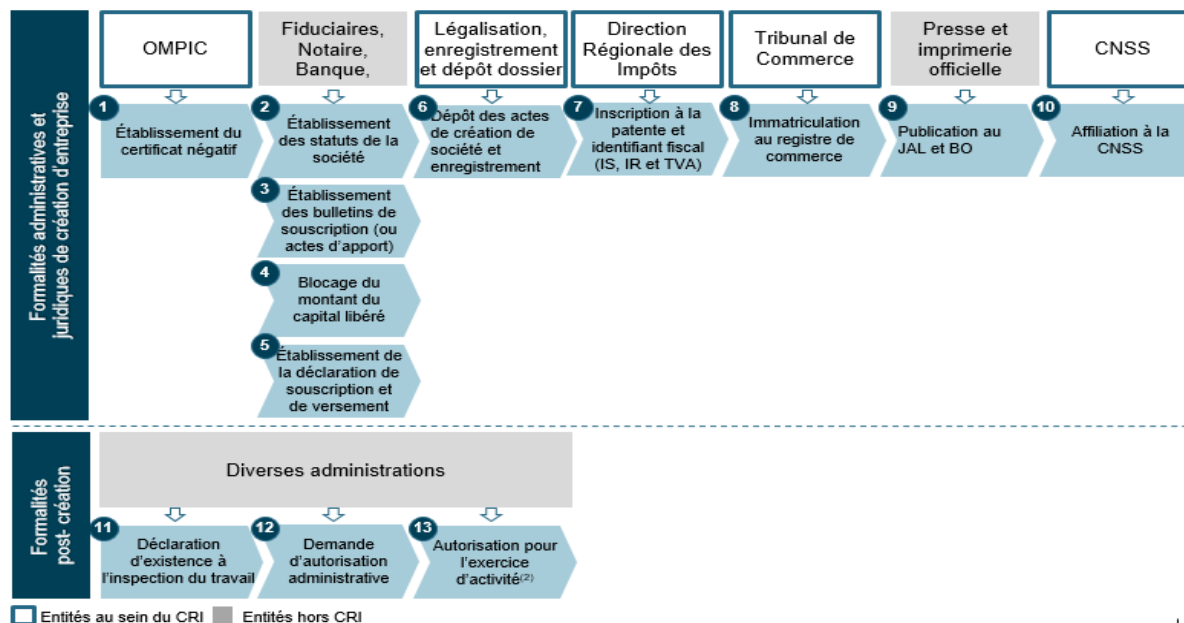 Formalités administratives et
juridiques de création d'entreprise
OMPIC
Fiduciaires,
Notaire,
Banque,
Légalisation,
enregistrement
et dépôt dossier
Direction
Régionale des
Impôts
Tribunal de
Commerce
Presse et
imprimerie
officielle
CNSS
1
Établissement du
certificat négatif
2
Établissement
des statuts de la
société
6
Dépôt des actes
de création de
société et
enregistrement
7
Inscription à la
patente et
identifiant fiscal
(IS, IR et TVA)
8
Immatriculation
au registre de
commerce
9
Publication au
JAL et BO
10
Affiliation à la
CNSS
3
Établissement
des bulletins de
souscription (ou
actes d'apport)
4
Blocage du
montant du
capital libéré
5
Établissement de
la déclaration de
souscription et
de versement
Formalités
post- création
Diverses administrations
11
Déclaration
d'existence à
l'inspection du travail
12
Demande
d'autorisation
administrative
13
Autorisation pour
l'exercice
d'activité(2)
Entités au sein du CRI
Entités hors CRI